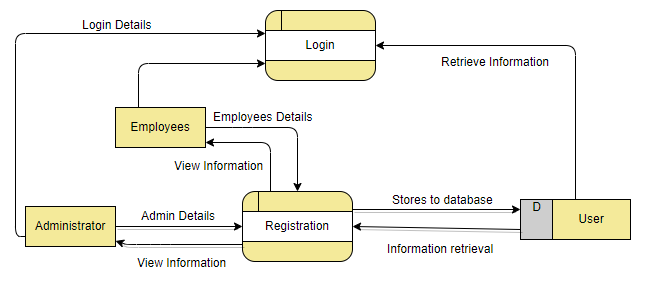 Login Details
Login
Retrieve Information
Employees
Employees Details
View Information
Administrator
Admin Details
Registration
Stores to database
D
User
Information retrieval
View Information